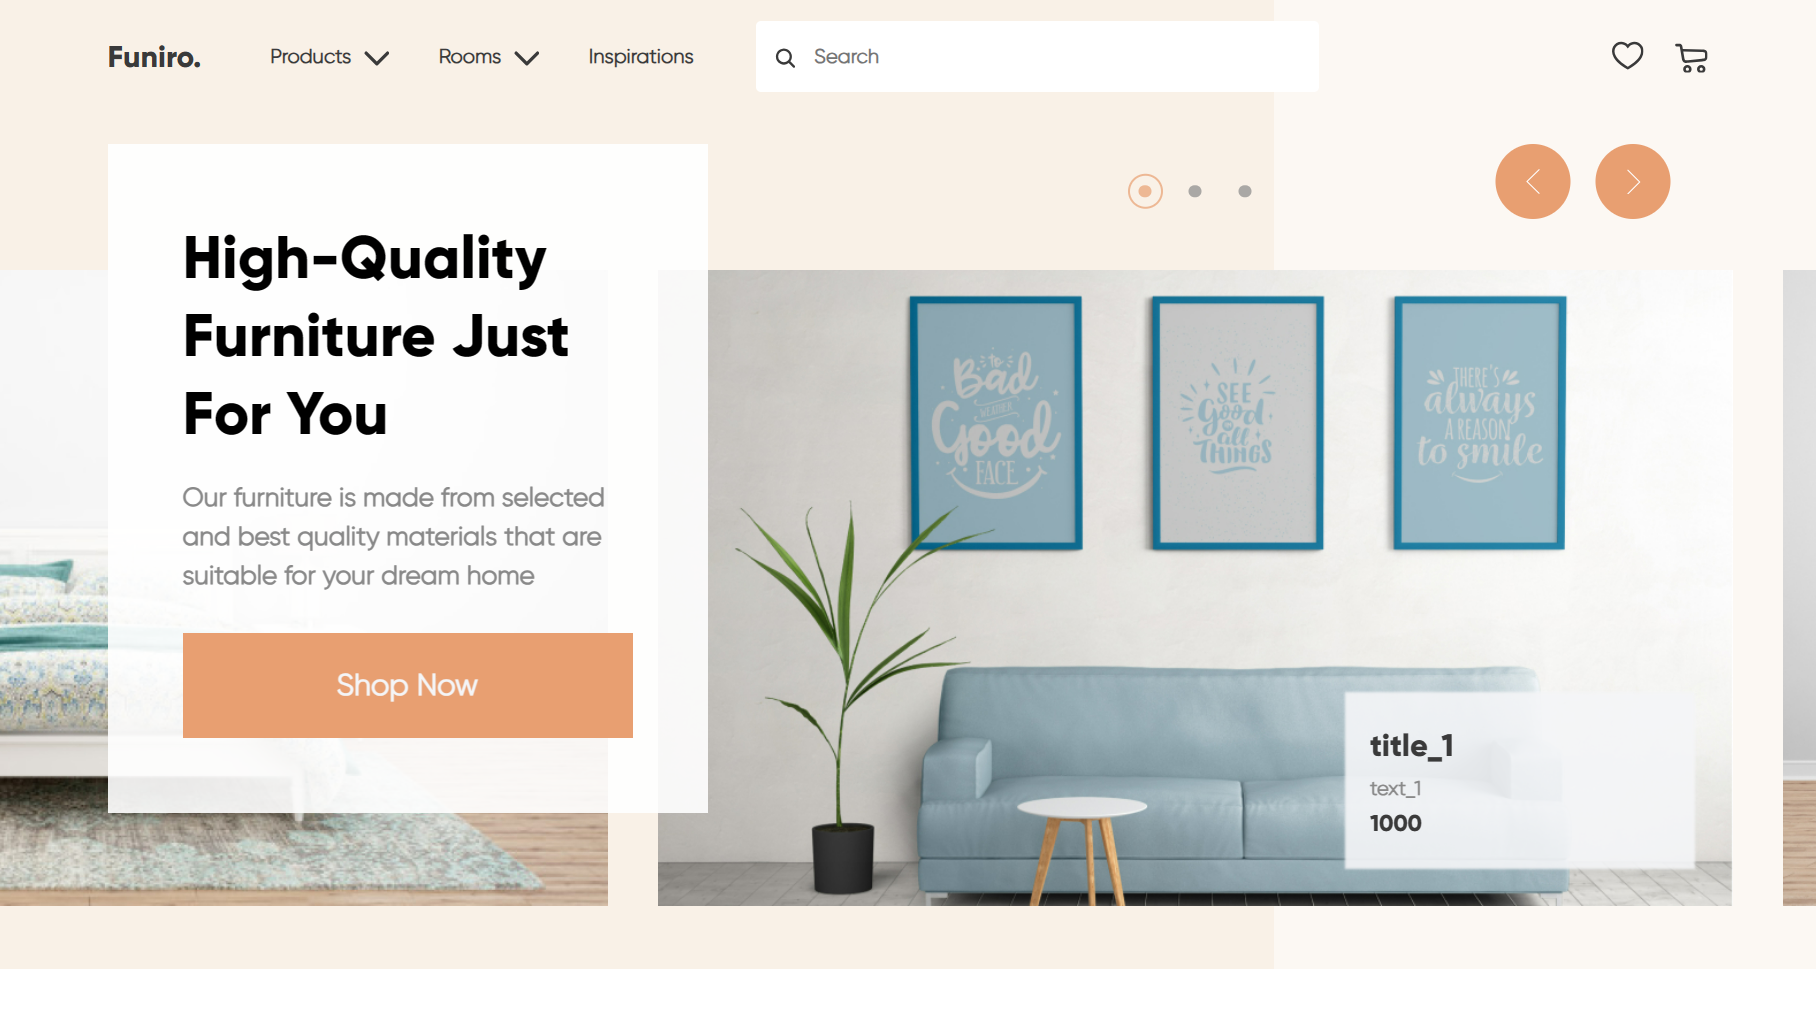 Funiro.
Products
Rooms
Inspirations
Search
High-Quality
Furniture Just
For You
Our furniture is made from selected
and best quality materials that are
suitable for your dream home
Shop Now
to
Bad
WEATHER
Good
FACE
SEE
Good
in
all
THINGS
THERE'S
always
A REASON
to smile
title_1
text_1
1000